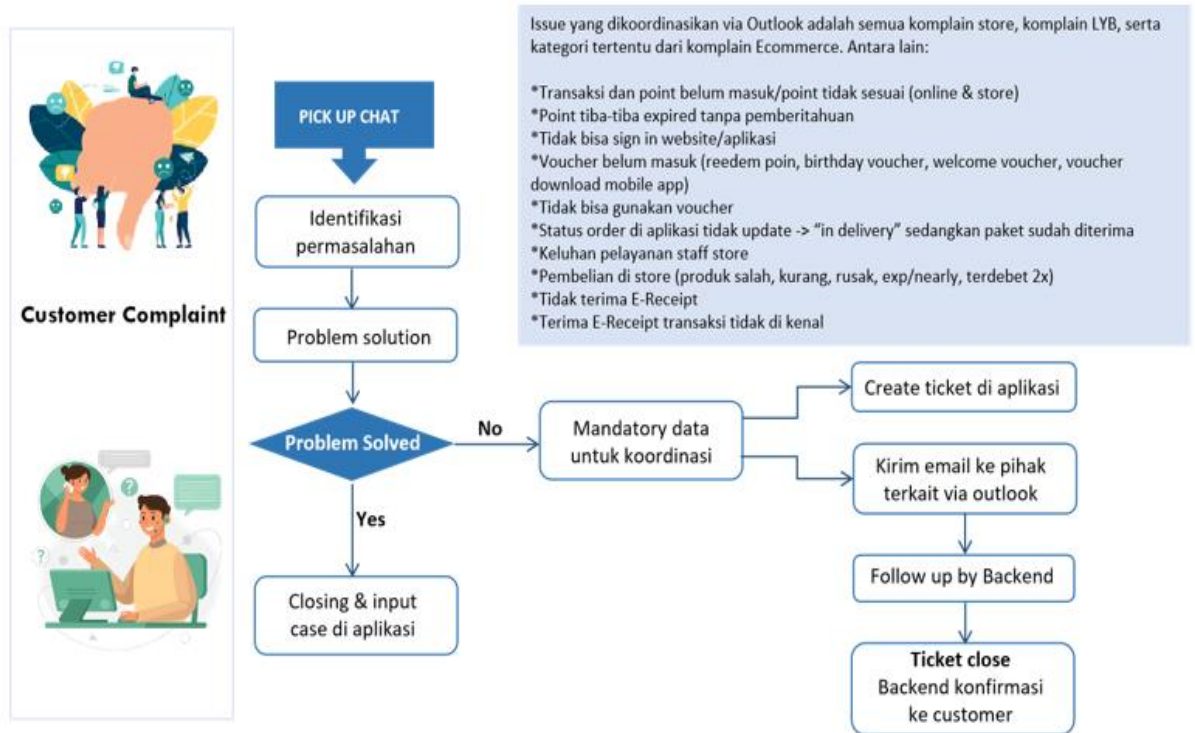 Issue yang dikoordinasikan via Outlook adalah semua komplain store, komplain LYB, serta
kategori tertentu dari komplain Ecommerce. Antara lain:
*Transaksi dan point belum masuk/point tidak sesuai (online & store)
*Point tiba-tiba expired tanpa pemberitahuan
*Tidak bisa sign in website/aplikasi
*Voucher belum masuk (reedem poin, birthday voucher, welcome voucher, voucher
download mobile app)
*Tidak bisa gunakan voucher
*Status order di aplikasi tidak update -> “in delivery” sedangkan paket sudah diterima
*Keluhan pelayanan staff store
*Pembelian di store (produk salah, kurang, rusak, exp/nearly, terdebet 2x)
*Tidak terima E-Receipt
*Terima E-Receipt transaksi tidak di kenal
Customer Complaint
PICK UP CHAT
Identifikasi
permasalahan
Problem solution
Problem Solved
No
Yes
Closing & input
case di aplikasi
Mandatory data
untuk koordinasi
Create ticket di aplikasi
Kirim email ke pihak
terkait via outlook
Follow up by Backend
Ticket close
Backend konfirmasi
ke customer